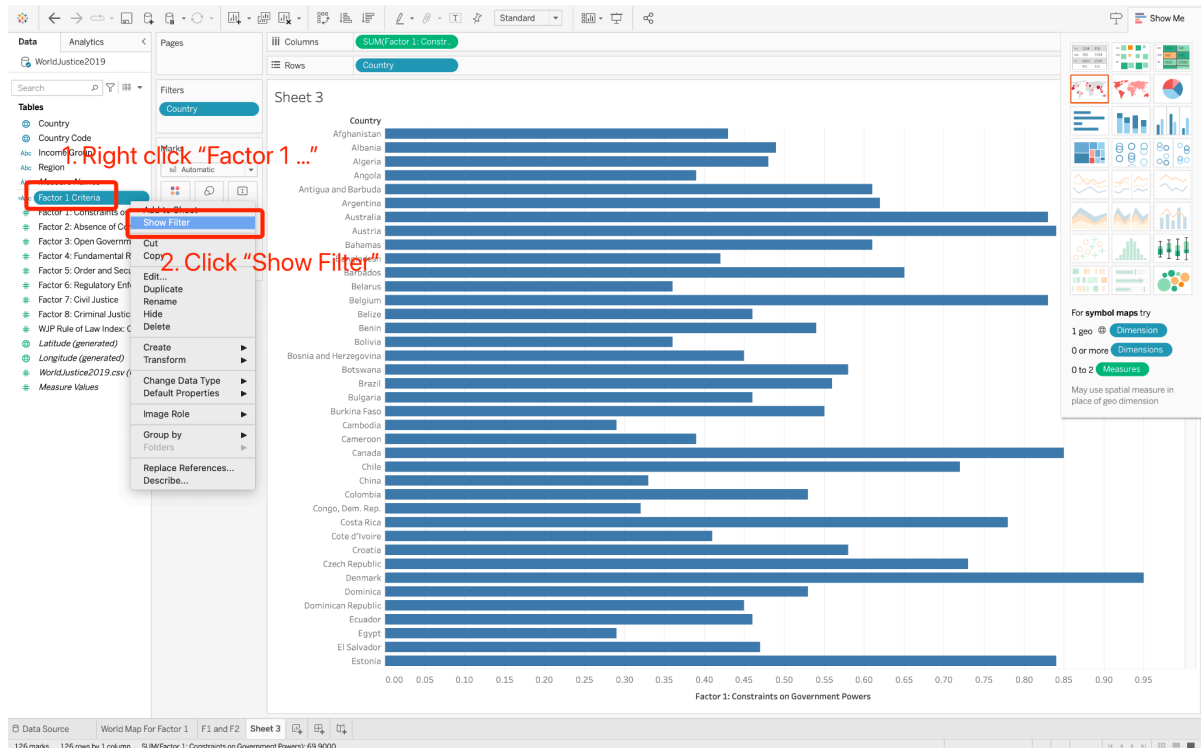 Standard
Show Me
Data
Analytics
Pages
Columns
SUM(Factor 1: Constr..
WorldJustice2019
Rows
Country
Search
Filters
Country
Sheet 3
Tables
Country
Country Code
Income Group
Region
Marks
Automatic
1. Right click “Factor 1 ...”
Factor 1 Criteria
Factor 1: Constraints on
Factor 2: Absence of Co
Factor 3: Open Governm
Factor 4: Fundamental R
Factor 5: Order and Secu
Factor 6: Regulatory Enfo
Factor 7: Civil Justice
Factor 8: Criminal Justic
WJP Rule of Law Index: O
Latitude (generated)
Longitude (generated)
WorldJustice2019.csv (
Measure Values
Add to Sheet
Show Filter
2. Click “Show Filter”
Cut
Copy
Edit...
Duplicate
Rename
Hide
Delete
Create
Transform
Change Data Type
Default Properties
Image Role
Group by
Folders
Replace References...
Describe...
Country
Afghanistan
Albania
Algeria
Angola
Antigua and Barbuda
Argentina
Australia
Austria
Bahamas
Barbados
Belarus
Belgium
Belize
Benin
Bolivia
Bosnia and Herzegovina
Botswana
Brazil
Bulgaria
Burkina Faso
Cambodia
Cameroon
Canada
Chile
China
Colombia
Congo, Dem. Rep.
Costa Rica
Cote d'Ivoire
Croatia
Czech Republic
Denmark
Dominica
Dominican Republic
Ecuador
Egypt
El Salvador
Estonia
0.00 0.05 0.10 0.15 0.20 0.25 0.30 0.35 0.40 0.45 0.50 0.55 0.60 0.65 0.70 0.75 0.80 0.85 0.90 0.95
Factor 1: Constraints on Government Powers
For symbol maps try
1 geo Dimension
0 or more Dimensions
0 to 2 Measures
May use spatial measure in
place of geo dimension
Data Source
World Map For Factor 1
F1 and F2
Sheet 3
126 marks 126 rows by 1 column SUM(Factor 1: Constraints on Government Powers): 69.9000